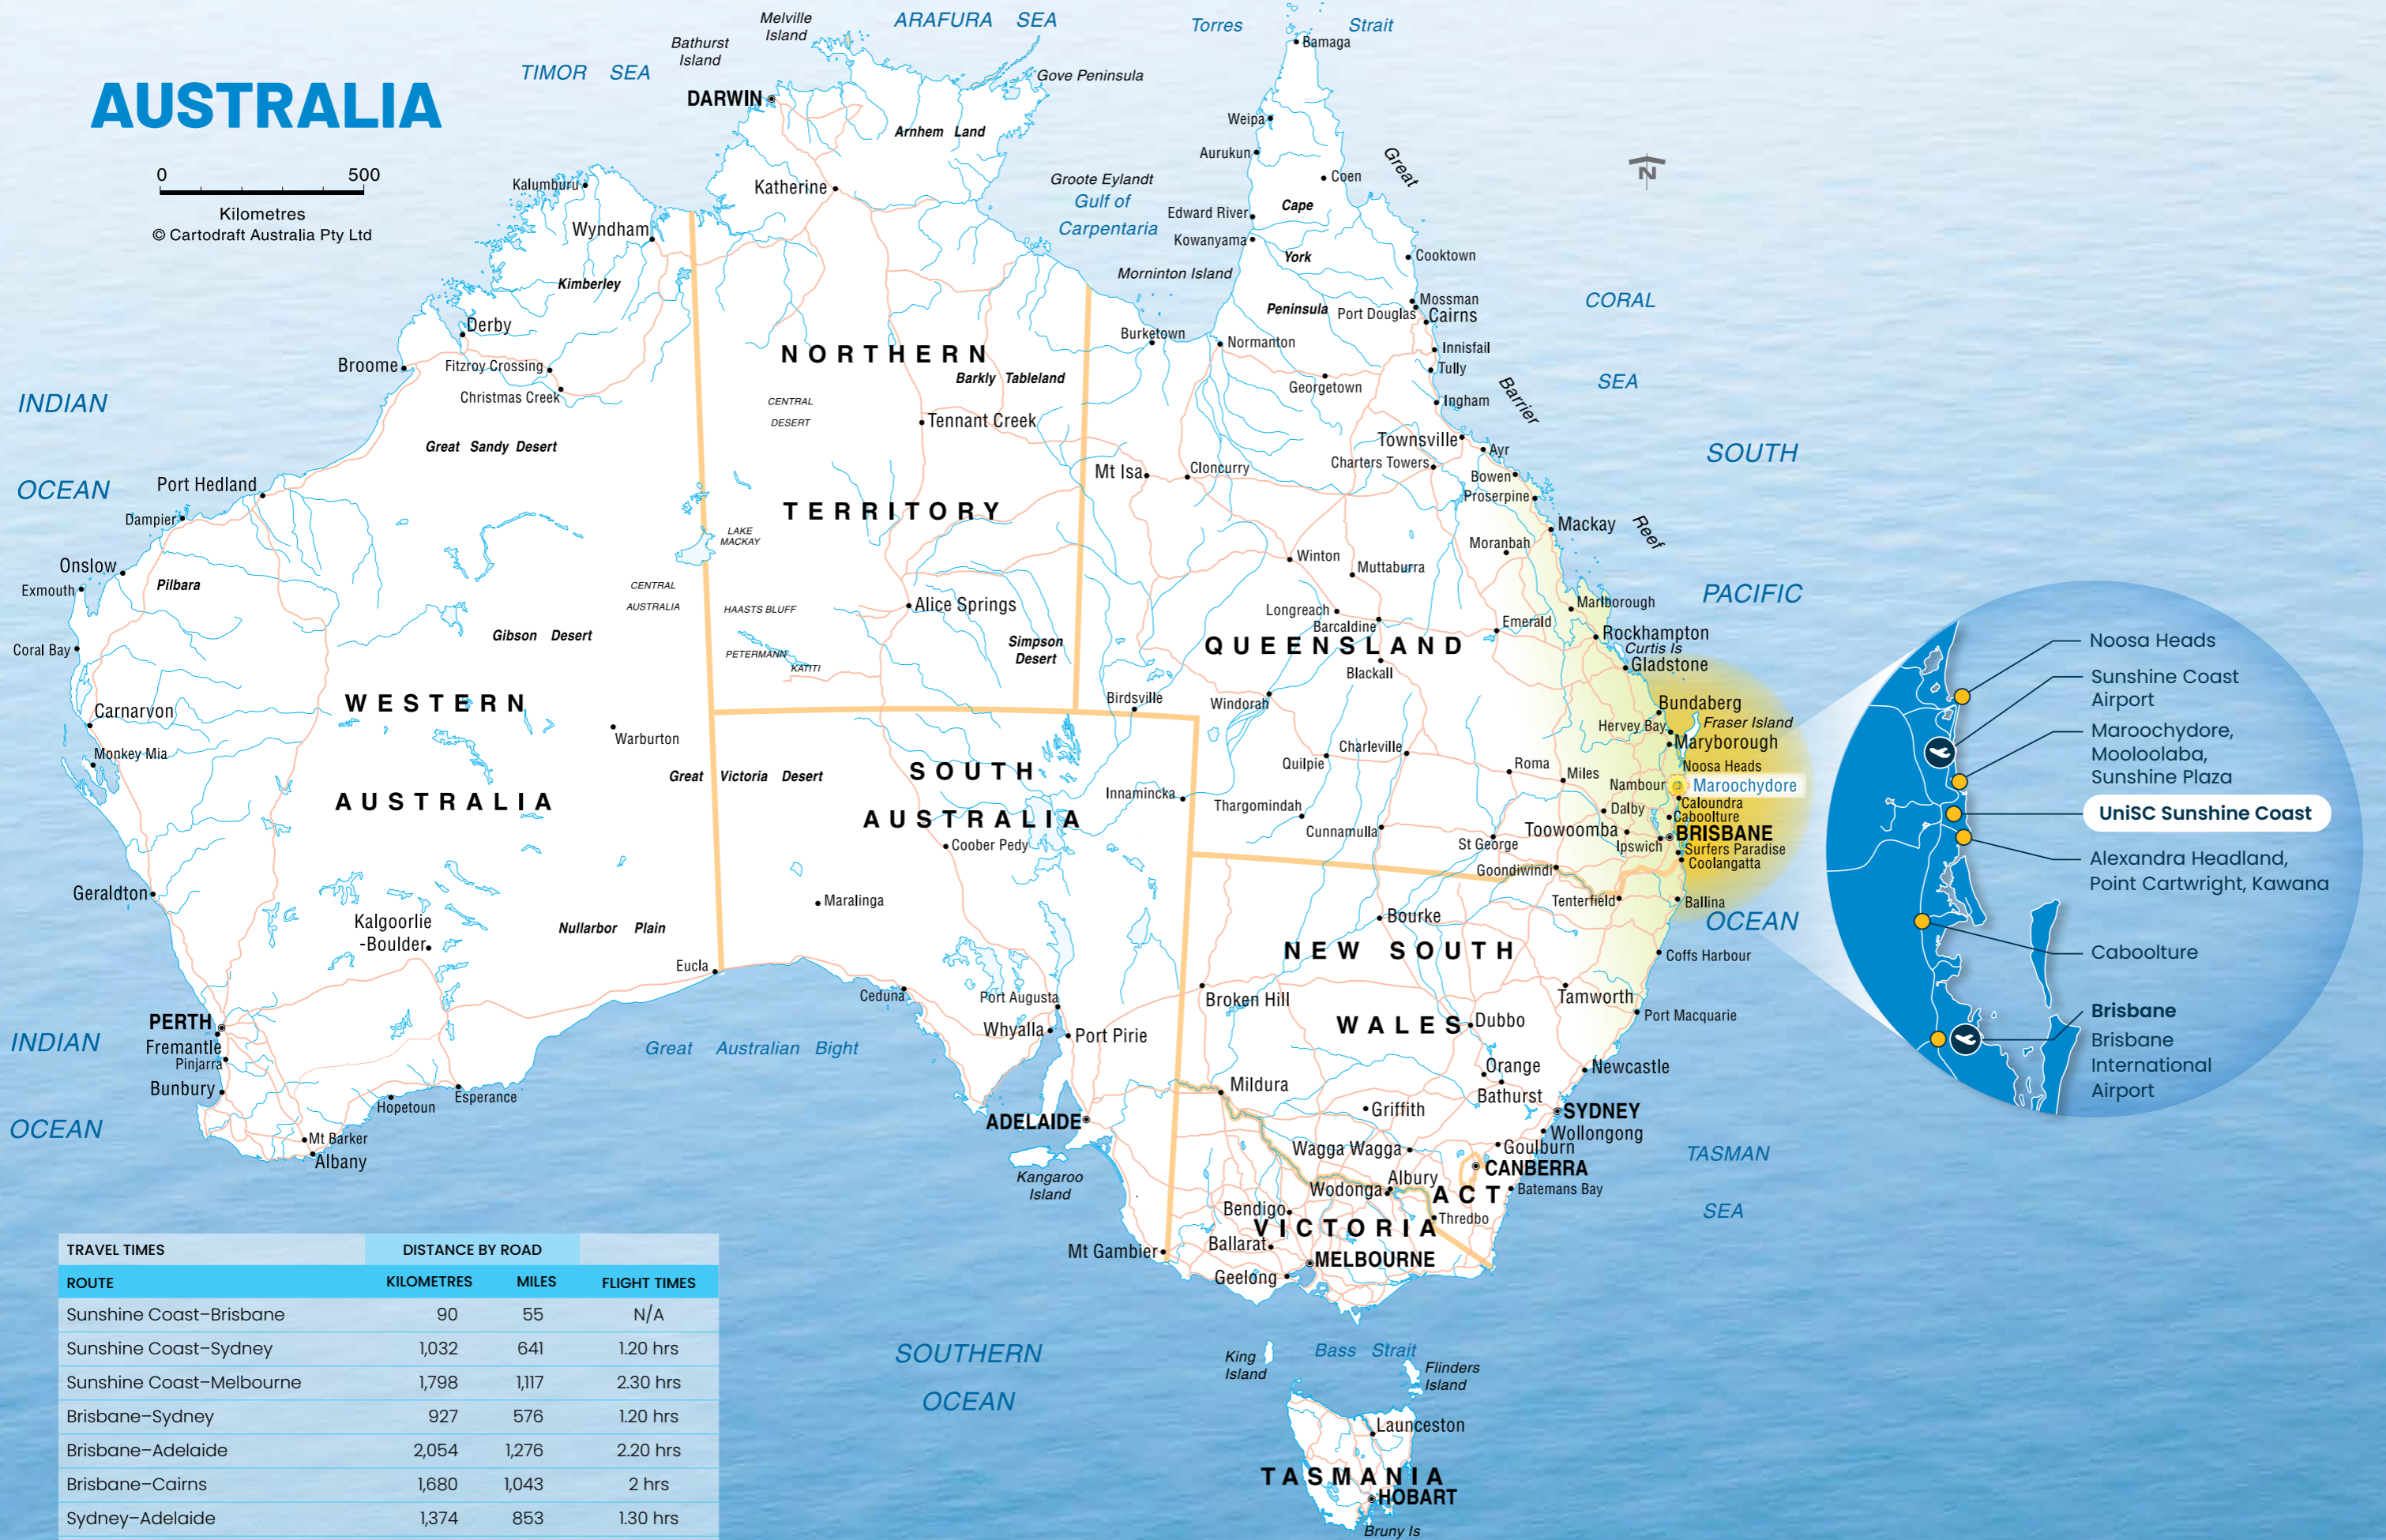 AUSTRALIA
0 500
Kilometres
© Cartodraft Australia Pty Ltd
TIMOR SEA
ARAFURA SEA
Torres Strait
Melville
Island
Bathurst
Island
Gove Peninsula
Bamaga
DARWIN
Arnhem Land
Weipa
Aurukun
Great
N
Kalumburu
Katherine
Groote Eylandt
Gulf of
Carpentaria
Coen
Cape
Edward River
Wyndham
Kowanyama
York
Cooktown
Morninton Island
Kimberley
Peninsula
Mossman
Port Douglas
Cairns
CORAL
SEA
Derby
Burketown
Normanton
Innisfail
Broome
Fitzroy Crossing
Christmas Creek
NORTHERN
Barkly Tableland
Tully
Georgetown
Ingham
Barrier
INDIAN
OCEAN
CENTRAL
DESERT
Tennant Creek
Great Sandy Desert
Townsville
Ayr
Charters Towers
Bowen
Proserpine
SOUTH
Mt Isa
Cloncurry
Port Hedland
Dampier
TERRITORY
Mackay
Reef
LAKE
MACKAY
Moranbah
Winton
Muttaburra
Onslow
Exmouth
Pilbara
CENTRAL
AUSTRALIA
HAASTS BLUFF
Alice Springs
Longreach
Barcaldine
Marlborough
Emerald
PACIFIC
Rockhampton
Curtis Is
Gladstone
Gibson Desert
Coral Bay
PETERMANN
KATITI
Simpson
Desert
QUEENSLAND
Blackall
Birdsville
Windorah
WESTERN
AUSTRALIA
Carnarvon
Monkey Mia
Warburton
Bundaberg
Hervey Bay
Fraser Island
Maryborough
Great Victoria Desert
SOUTH
AUSTRALIA
Innamincka
Quilpie
Charleville
Roma
Miles
Noosa Heads
Nambour
Maroochydore
Thargomindah
Dalby
Caloundra
Caboolture
Cunnamulla
Toowoomba
BRISBANE
St George
Ipswich
Surfers Paradise
Coolangatta
Coober Pedy
Goondiwindi
Geraldton
Maralinga
Tenterfield
Ballina
Kalgoorlie
-Boulder
Nullarbor Plain
Bourke
OCEAN
NEW SOUTH
WALES
Coffs Harbour
Eucla
Ceduna
Port Augusta
Broken Hill
Tamworth
PERTH
Fremantle
Pinjarra
Bunbury
Whyalla
Port Pirie
Dubbo
Port Macquarie
INDIAN
OCEAN
Great Australian Bight
Orange
Newcastle
Mildura
Bathurst
Hopetoun
Esperance
ADELAIDE
Griffith
SYDNEY
Wollongong
Mt Barker
Albany
Wagga Wagga
Goulburn
TASMAN
SEA
CANBERRA
Kangaroo
Island
Albury
Wodonga
ACT
Batemans Bay
Bendigo
VICTORIA
Thredbo
Ballarat
Mt Gambier
MELBOURNE
Geelong
SOUTHERN
OCEAN
King
Island
Bass Strait
Flinders
Island
Launceston
TASMANIA
HOBART
Bruny Is
Noosa Heads
Sunshine Coast
Airport
Maroochydore,
Mooloolaba,
Sunshine Plaza
UniSC Sunshine Coast
Alexandra Headland,
Point Cartwright, Kawana
Caboolture
Brisbane
Brisbane
International
Airport
TRAVEL TIMES DISTANCE BY ROAD
ROUTE KILOMETRES MILES FLIGHT TIMES
Sunshine Coast–Brisbane 90 55 N/A
Sunshine Coast–Sydney 1,032 641 1.20 hrs
Sunshine Coast–Melbourne 1,798 1,117 2.30 hrs
Brisbane–Sydney 927 576 1.20 hrs
Brisbane–Adelaide 2,054 1,276 2.20 hrs
Brisbane–Cairns 1,680 1,043 2 hrs
Sydney–Adelaide 1,374 853 1.30 hrs